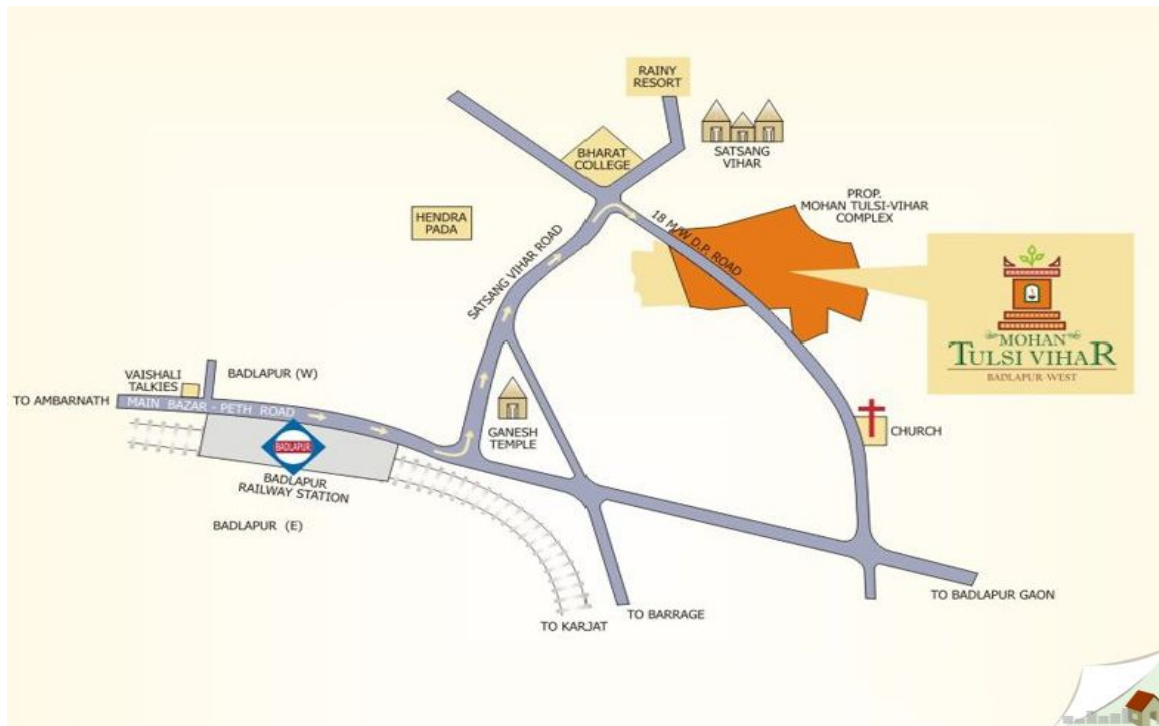 RAINY
RESORT
SATSANG
VIHAR
BHARAT
COLLEGE
PROP.
MOHAN TULSI-VIHAR
COMPLEX
HENDRA
PADA
18 M/W D.P. ROAD
SATSANG VIHAR ROAD
MOHAN
TULSI VIHAR
BADLAPUR-WEST
VAISHALI
TALKIES
BADLAPUR (W)
TO AMBARNATH
MAIN BAZAR - PETH ROAD
GANESH
TEMPLE
CHURCH
BADLAPUR
BADLAPUR
RAILWAY STATION
BADLAPUR (E)
TO BADLAPUR GAON
TO BARRAGE
TO KARJAT